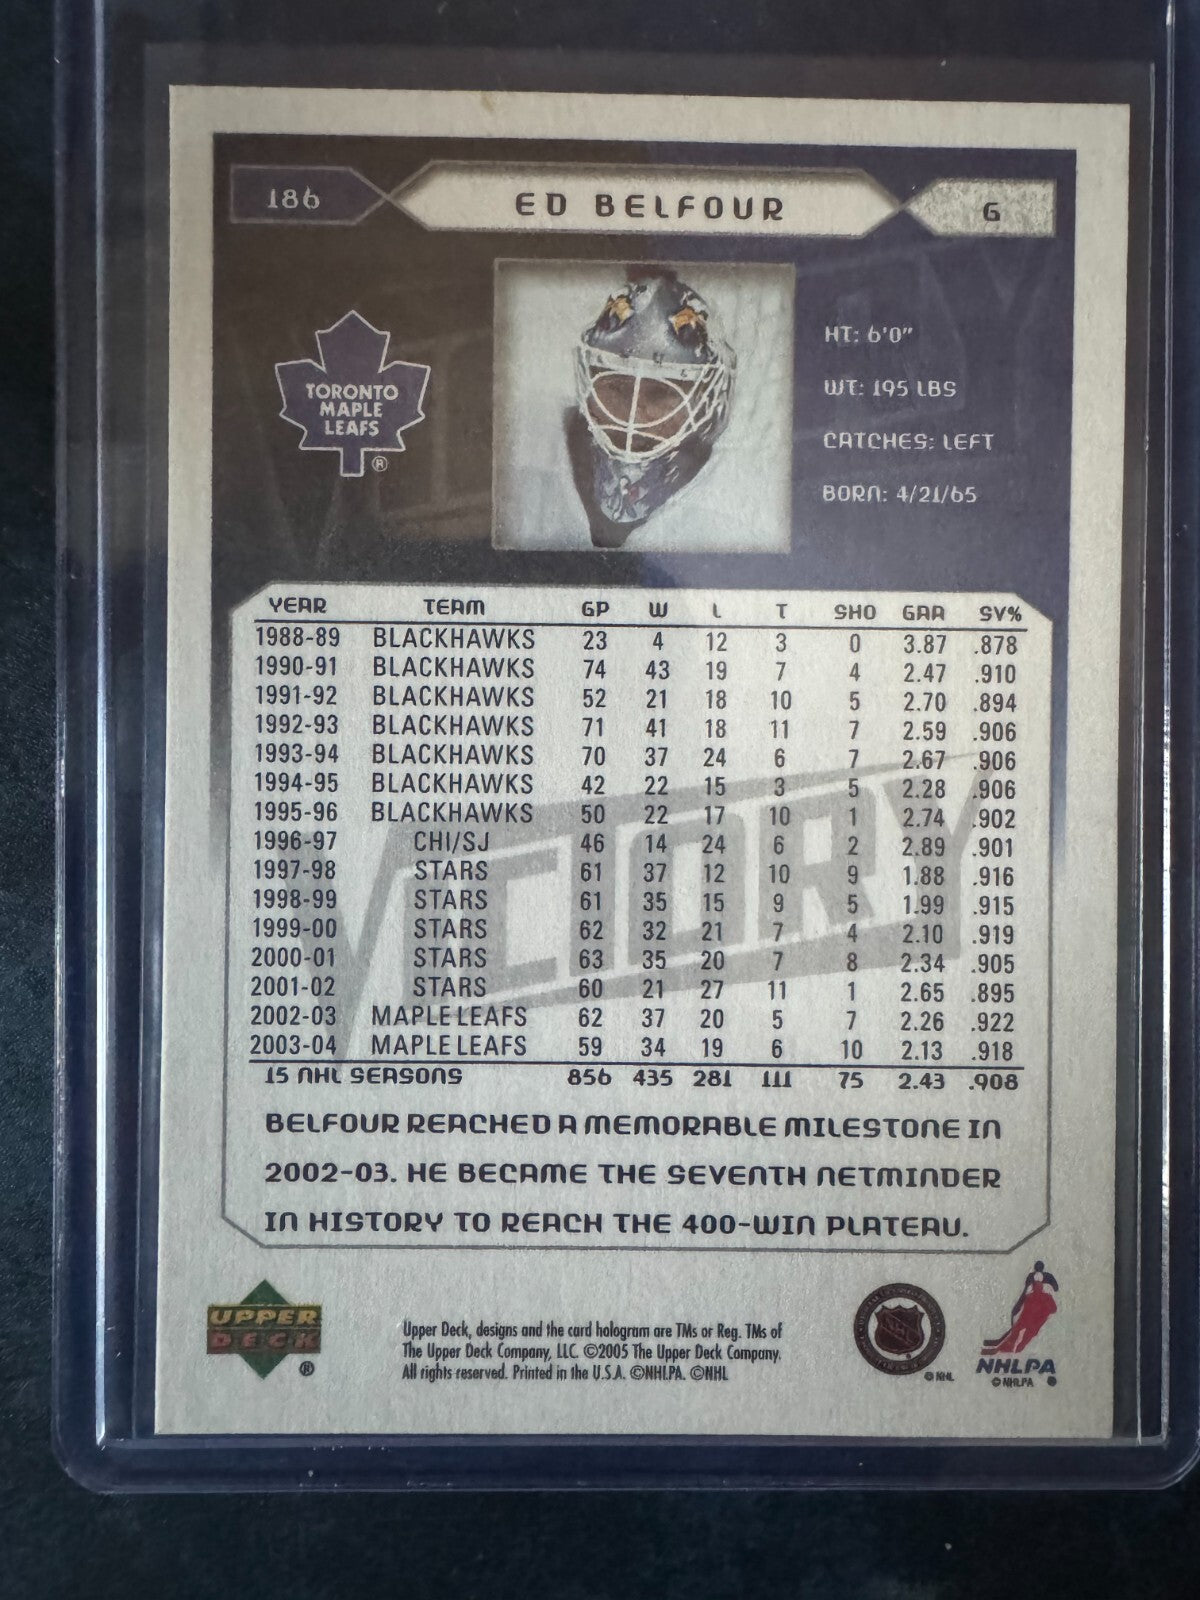 186 ED BELFOUR G
TORONTO
MAPLE
LEAFS
®
HT: 6'0"
WT: 195 LBS
CATCHES: LEFT
BORN: 4/21/65
YEAR TEAM GP W L T SHO GAA SV%
1988-89 BLACKHAWKS 23 4 12 3 0 3.87 .878
1990-91 BLACKHAWKS 74 43 19 7 4 2.47 .910
1991-92 BLACKHAWKS 52 21 18 10 5 2.70 .894
1992-93 BLACKHAWKS 71 41 18 11 7 2.59 .906
1993-94 BLACKHAWKS 70 37 24 6 7 2.67 .906
1994-95 BLACKHAWKS 42 22 15 3 5 2.28 .906
1995-96 BLACKHAWKS 50 22 17 10 1 2.74 .902
1996-97 CHI/SJ 46 14 24 6 2 2.89 .901
1997-98 STARS 61 37 12 10 9 1.88 .916
1998-99 STARS 61 35 15 9 5 1.99 .915
1999-00 STARS 62 32 21 7 4 2.10 .919
2000-01 STARS 63 35 20 7 8 2.34 .905
2001-02 STARS 60 21 27 11 1 2.65 .895
2002-03 MAPLE LEAFS 62 37 20 5 7 2.26 .922
2003-04 MAPLE LEAFS 59 34 19 6 10 2.13 .918
15 NHL SEASONS 856 435 281 111 75 2.43 .908
VICTORY
BELFOUR REACHED A MEMORABLE MILESTONE IN
2002-03. HE BECAME THE SEVENTH NETMINDER
IN HISTORY TO REACH THE 400-WIN PLATEAU.
UPPER
DECK
®
Upper Deck, designs and the card hologram are TMs or Reg. TMs of
The Upper Deck Company, LLC. ©2005 The Upper Deck Company.
All rights reserved. Printed in the U.S.A. ©NHLPA. ©NHL
NHL
© NHL
NHLPA
© NHLPA